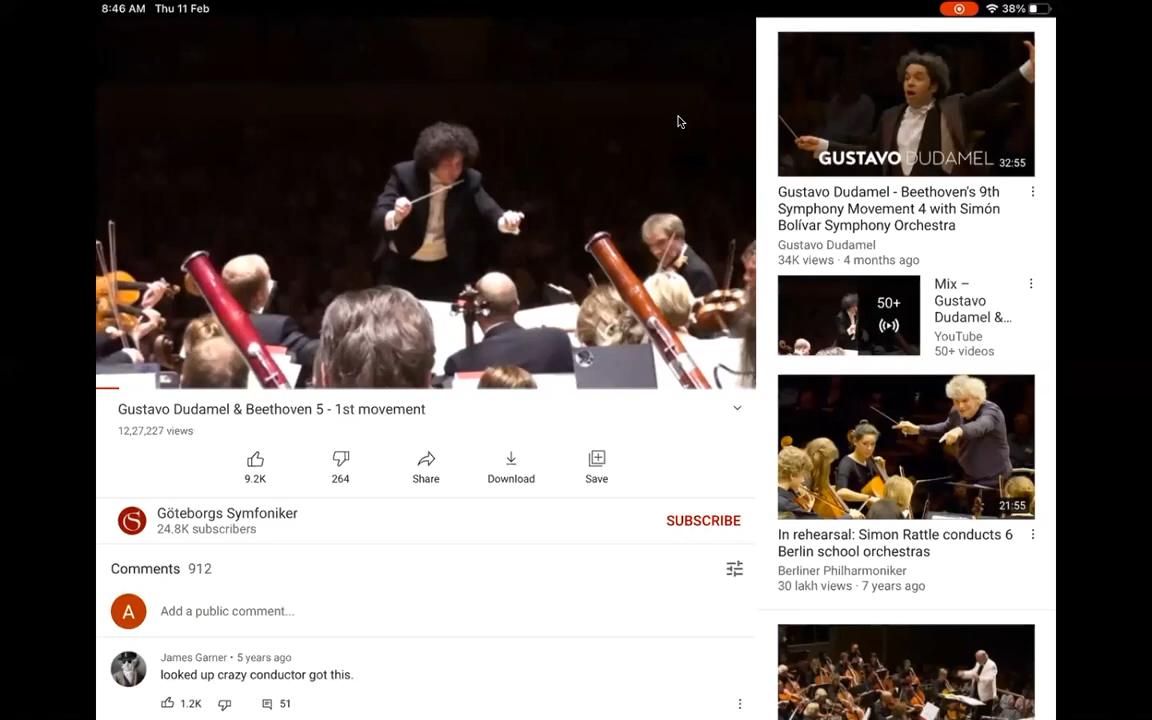 8:46 AM Thu 11 Feb
38%
Gustavo Dudamel & Beethoven 5 - 1st movement
12,27,227 views
9.2K
264
Share
Download
Save
Göteborgs Symfoniker
24.8K subscribers
SUBSCRIBE
Comments 912
A
Add a public comment...
James Garner • 5 years ago
looked up crazy conductor got this.
1.2K
51
GUSTAVO DUDAMEL
32:55
Gustavo Dudamel - Beethoven's 9th
Symphony Movement 4 with Simón
Bolívar Symphony Orchestra
Gustavo Dudamel
34K views · 4 months ago
50+
Mix –
Gustavo
Dudamel &...
YouTube
50+ videos
21:55
In rehearsal: Simon Rattle conducts 6
Berlin school orchestras
Berliner Philharmoniker
30 lakh views · 7 years ago